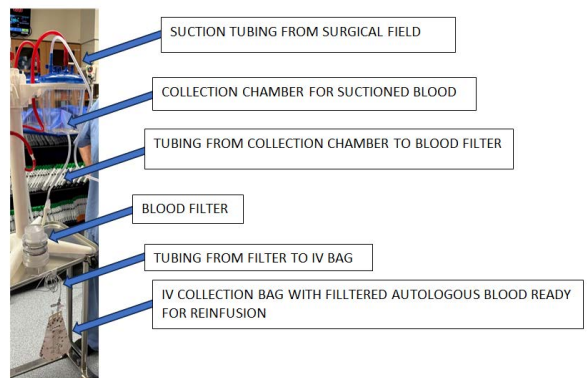 SUCTION TUBING FROM SURGICAL FIELD
COLLECTION CHAMBER FOR SUCTIONED BLOOD
TUBING FROM COLLECTION CHAMBER TO BLOOD FILTER
BLOOD FILTER
TUBING FROM FILTER TO IV BAG
IV COLLECTION BAG WITH FILLTERED AUTOLOGOUS BLOOD READY
FOR REINFUSION